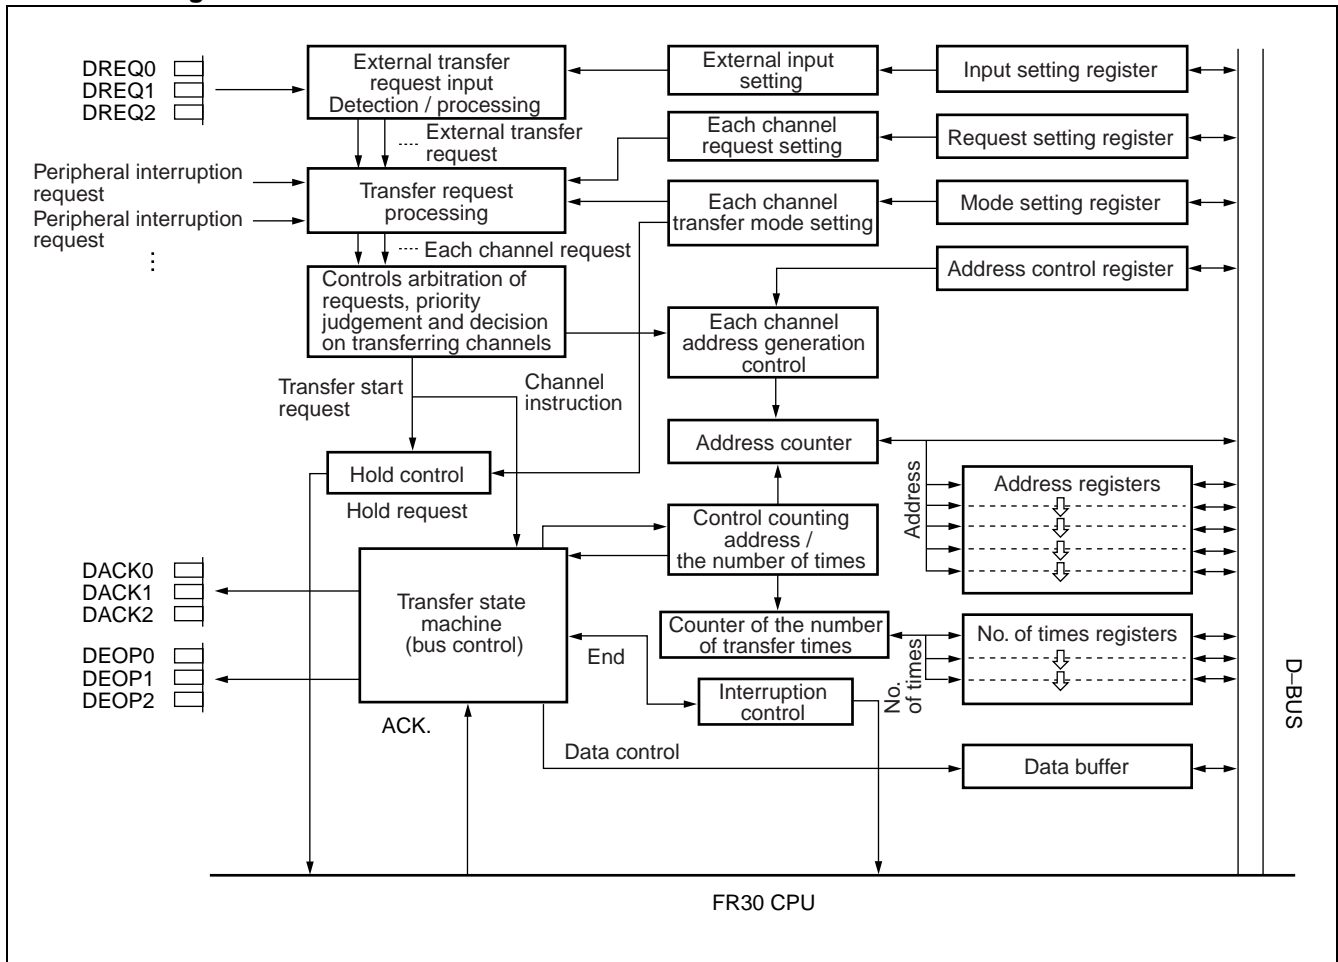 DREQ0
DREQ1
DREQ2
External transfer
request input
Detection / processing
External input
setting
Input setting register
External transfer
request
Each channel
request setting
Request setting register
Peripheral interruption
request
Peripheral interruption
request
Transfer request
processing
Each channel
transfer mode setting
Mode setting register
Each channel request
Address control register
Controls arbitration of
requests, priority
judgement and decision
on transferring channels
Each channel
address generation
control
Transfer start
request
Channel
instruction
Address counter
Hold control
Hold request
Address
Address registers
Control counting
address /
the number of times
DACK0
DACK1
DACK2
Transfer state
machine
(bus control)
DEOP0
DEOP1
DEOP2
End
Counter of the number
of transfer times
No.
of times
No. of times registers
Interruption
control
D–BUS
ACK.
Data control
Data buffer
FR30 CPU